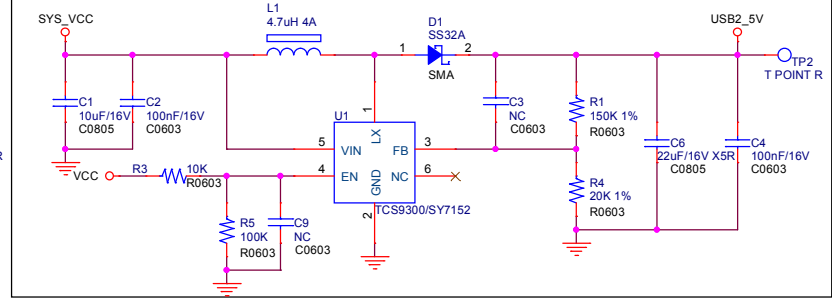 SYS_VCC
L1
4.7uH 4A
D1
SS32A
1
2
SMA
USB2_5V
TP2
T POINT R
C1
10uF/16V
C0805
C2
100nF/16V
C0603
U1
1
LX
5
VIN
FB
3
4
EN
NC
6
GND
2
TCS9300/SY7152
C3
NC
C0603
R1
150K 1%
R0603
R4
20K 1%
R0603
C6
22uF/16V X5R
C0805
C4
100nF/16V
C0603
R
VCC
R3
10K
R0603
R5
100K
R0603
C9
NC
C0603